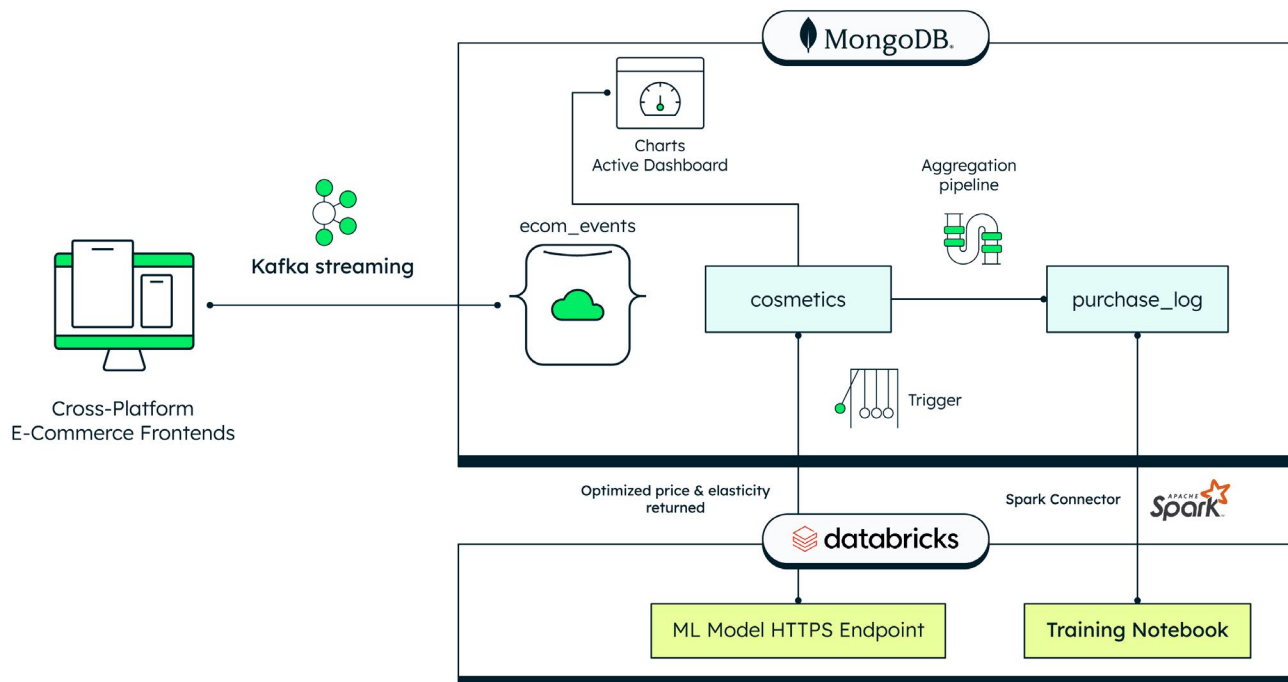 MongoDB®
Charts
Active Dashboard
Aggregation
pipeline
ecom_events
Kafka streaming
cosmetics
purchase_log
Cross-Platform
E-Commerce Frontends
Trigger
Optimized price & elasticity
returned
Spark Connector
APACHE
Spark™
databricks
ML Model HTTPS Endpoint
Training Notebook